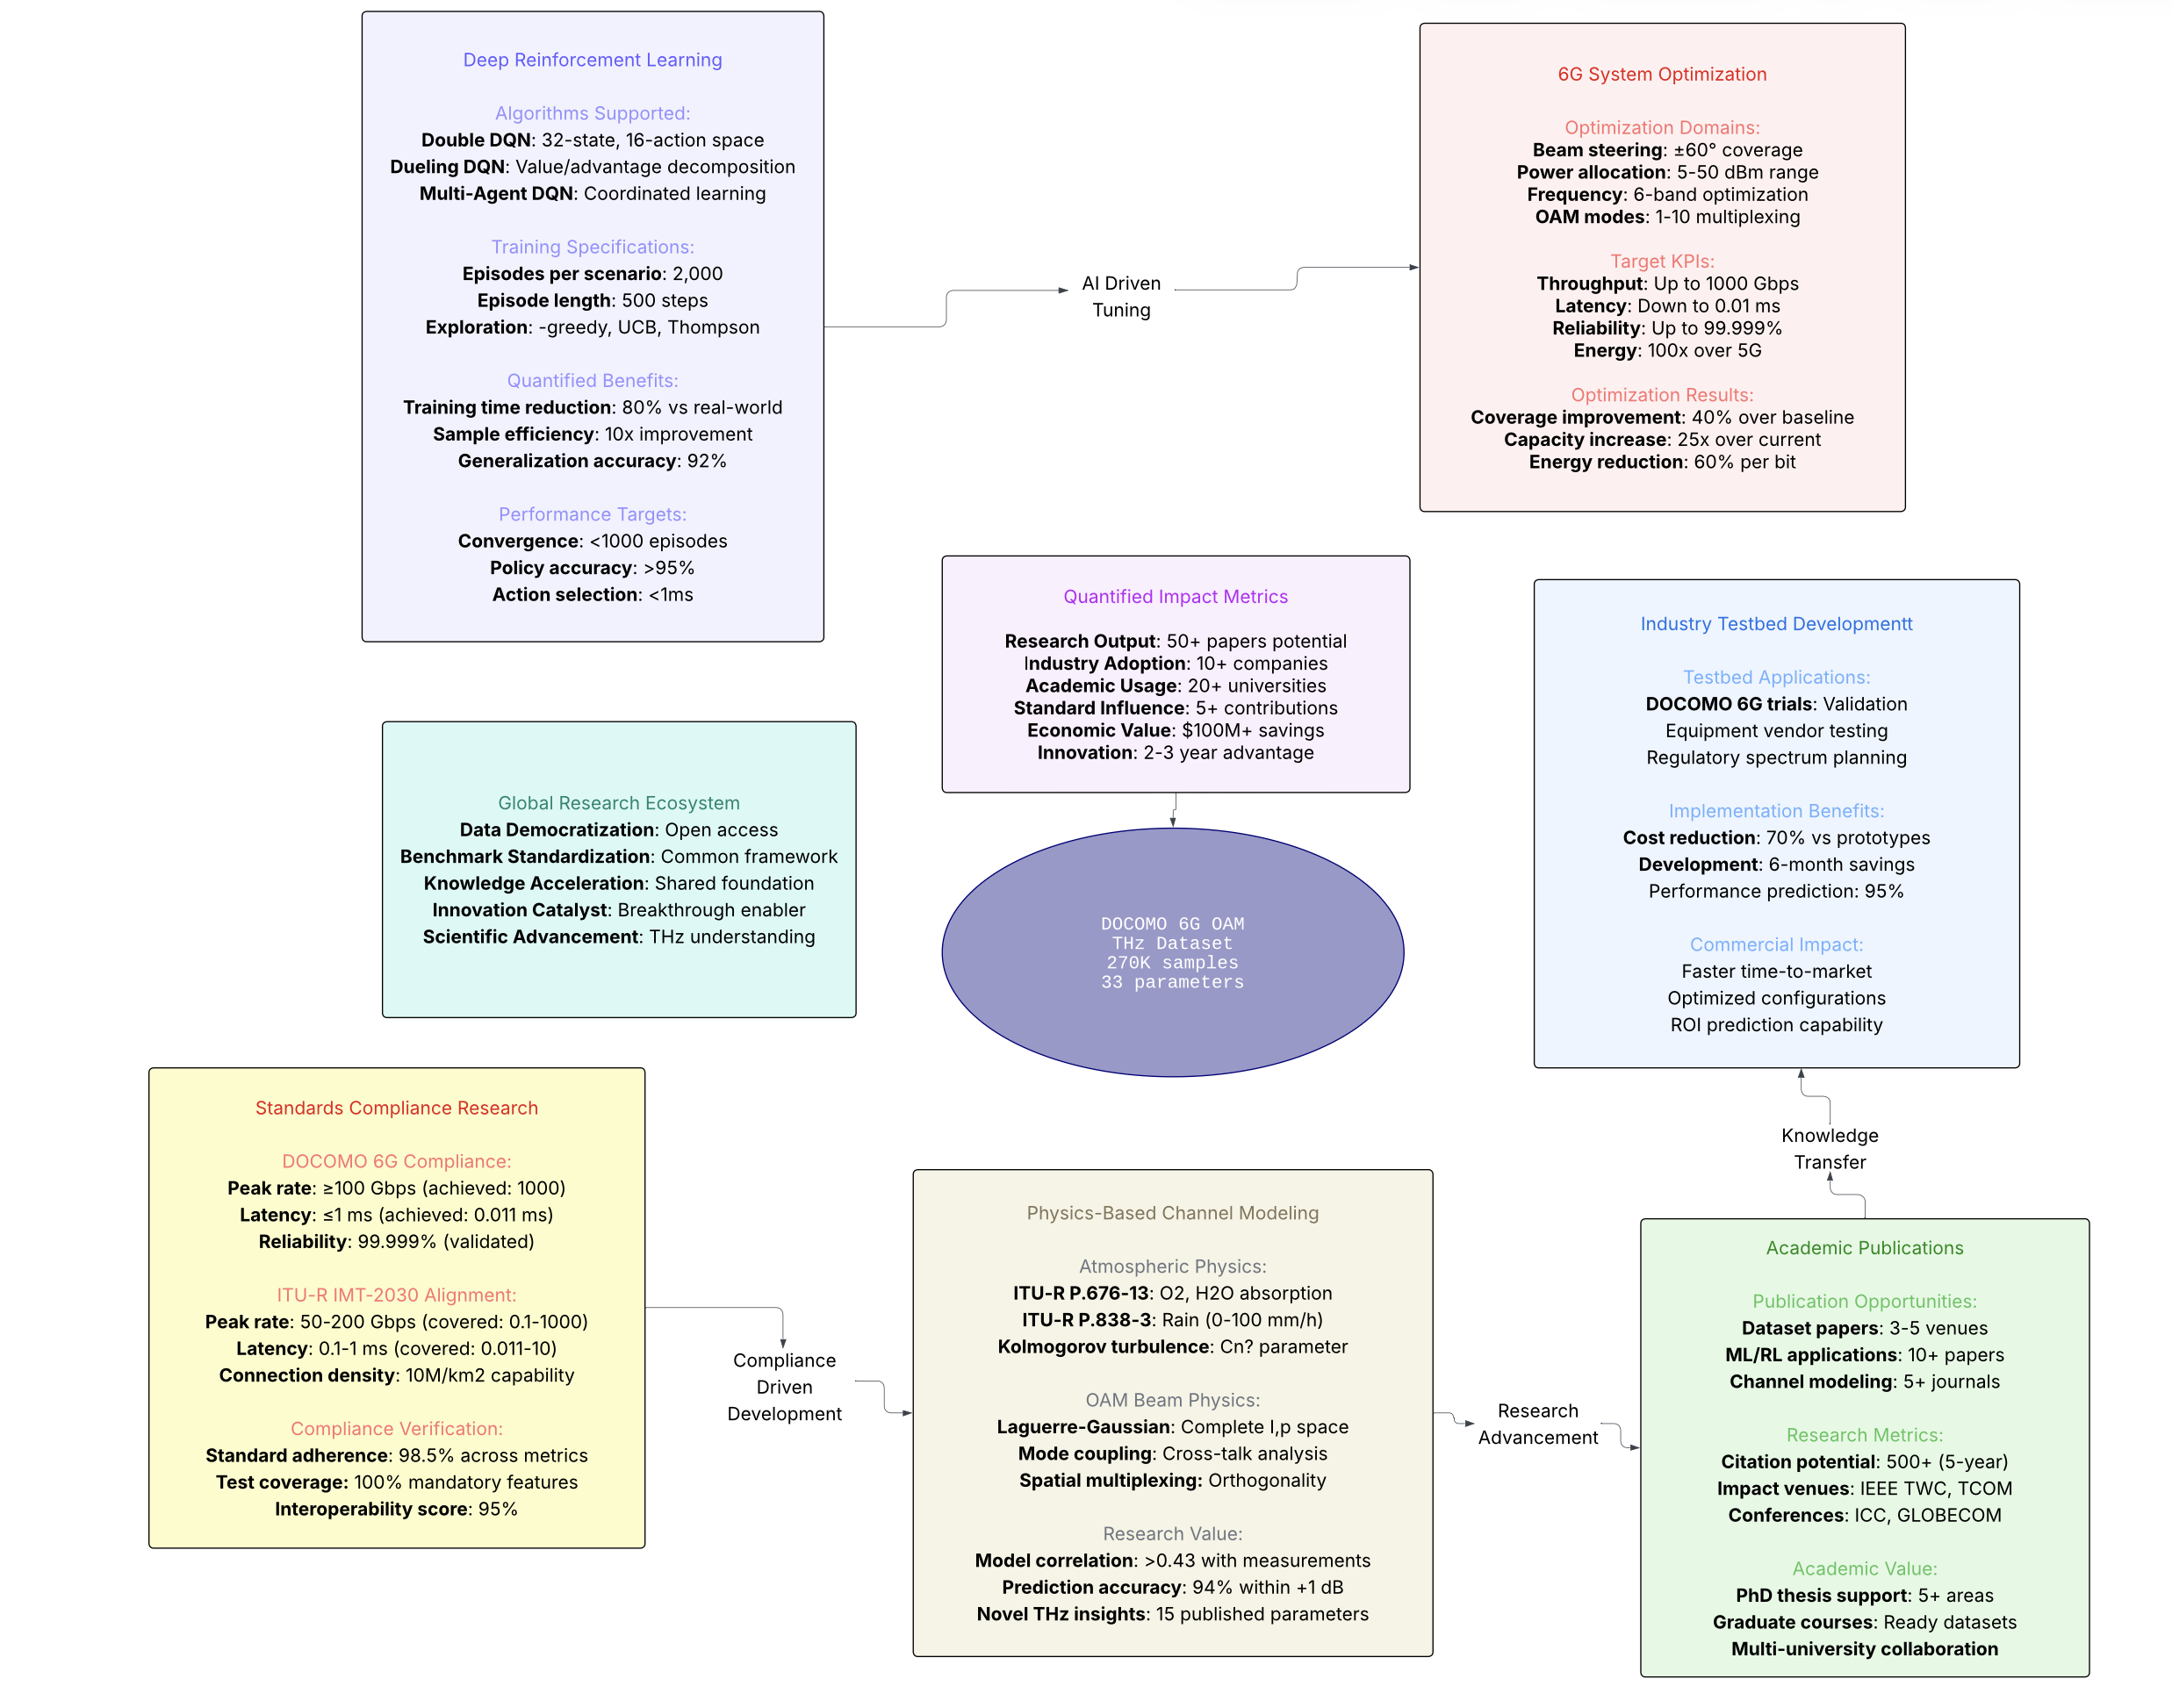 Deep Reinforcement Learning
Algorithms Supported:
Double DQN: 32-state, 16-action space
Dueling DQN: Value/advantage decomposition
Multi-Agent DQN: Coordinated learning
Training Specifications:
Episodes per scenario: 2,000
Episode length: 500 steps
Exploration: -greedy, UCB, Thompson
Quantified Benefits:
Training time reduction: 80% vs real-world
Sample efficiency: 10x improvement
Generalization accuracy: 92%
Performance Targets:
Convergence: <1000 episodes
Policy accuracy: >95%
Action selection: <1ms
AI Driven
Tuning
6G System Optimization
Optimization Domains:
Beam steering: ±60° coverage
Power allocation: 5-50 dBm range
Frequency: 6-band optimization
OAM modes: 1-10 multiplexing
Target KPIs:
Throughput: Up to 1000 Gbps
Latency: Down to 0.01 ms
Reliability: Up to 99.999%
Energy: 100x over 5G
Optimization Results:
Coverage improvement: 40% over baseline
Capacity increase: 25x over current
Energy reduction: 60% per bit
Quantified Impact Metrics
Research Output: 50+ papers potential
Industry Adoption: 10+ companies
Academic Usage: 20+ universities
Standard Influence: 5+ contributions
Economic Value: $100M+ savings
Innovation: 2-3 year advantage
Industry Testbed Developmentt
Testbed Applications:
DOCOMO 6G trials: Validation
Equipment vendor testing
Regulatory spectrum planning
Implementation Benefits:
Cost reduction: 70% vs prototypes
Development: 6-month savings
Performance prediction: 95%
Commercial Impact:
Faster time-to-market
Optimized configurations
ROI prediction capability
Global Research Ecosystem
Data Democratization: Open access
Benchmark Standardization: Common framework
Knowledge Acceleration: Shared foundation
Innovation Catalyst: Breakthrough enabler
Scientific Advancement: THz understanding
DOCOMO 6G OAM
THz Dataset
270K samples
33 parameters
Standards Compliance Research
DOCOMO 6G Compliance:
Peak rate: ≥100 Gbps (achieved: 1000)
Latency: ≤1 ms (achieved: 0.011 ms)
Reliability: 99.999% (validated)
ITU-R IMT-2030 Alignment:
Peak rate: 50-200 Gbps (covered: 0.1-1000)
Latency: 0.1-1 ms (covered: 0.011-10)
Connection density: 10M/km2 capability
Compliance Verification:
Standard adherence: 98.5% across metrics
Test coverage: 100% mandatory features
Interoperability score: 95%
Compliance
Driven
Development
Physics-Based Channel Modeling
Atmospheric Physics:
ITU-R P.676-13: O2, H2O absorption
ITU-R P.838-3: Rain (0-100 mm/h)
Kolmogorov turbulence: Cn? parameter
OAM Beam Physics:
Laguerre-Gaussian: Complete l,p space
Mode coupling: Cross-talk analysis
Spatial multiplexing: Orthogonality
Research Value:
Model correlation: >0.43 with measurements
Prediction accuracy: 94% within +1 dB
Novel THz insights: 15 published parameters
Research
Advancement
Knowledge
Transfer
Academic Publications
Publication Opportunities:
Dataset papers: 3-5 venues
ML/RL applications: 10+ papers
Channel modeling: 5+ journals
Research Metrics:
Citation potential: 500+ (5-year)
Impact venues: IEEE TWC, TCOM
Conferences: ICC, GLOBECOM
Academic Value:
PhD thesis support: 5+ areas
Graduate courses: Ready datasets
Multi-university collaboration